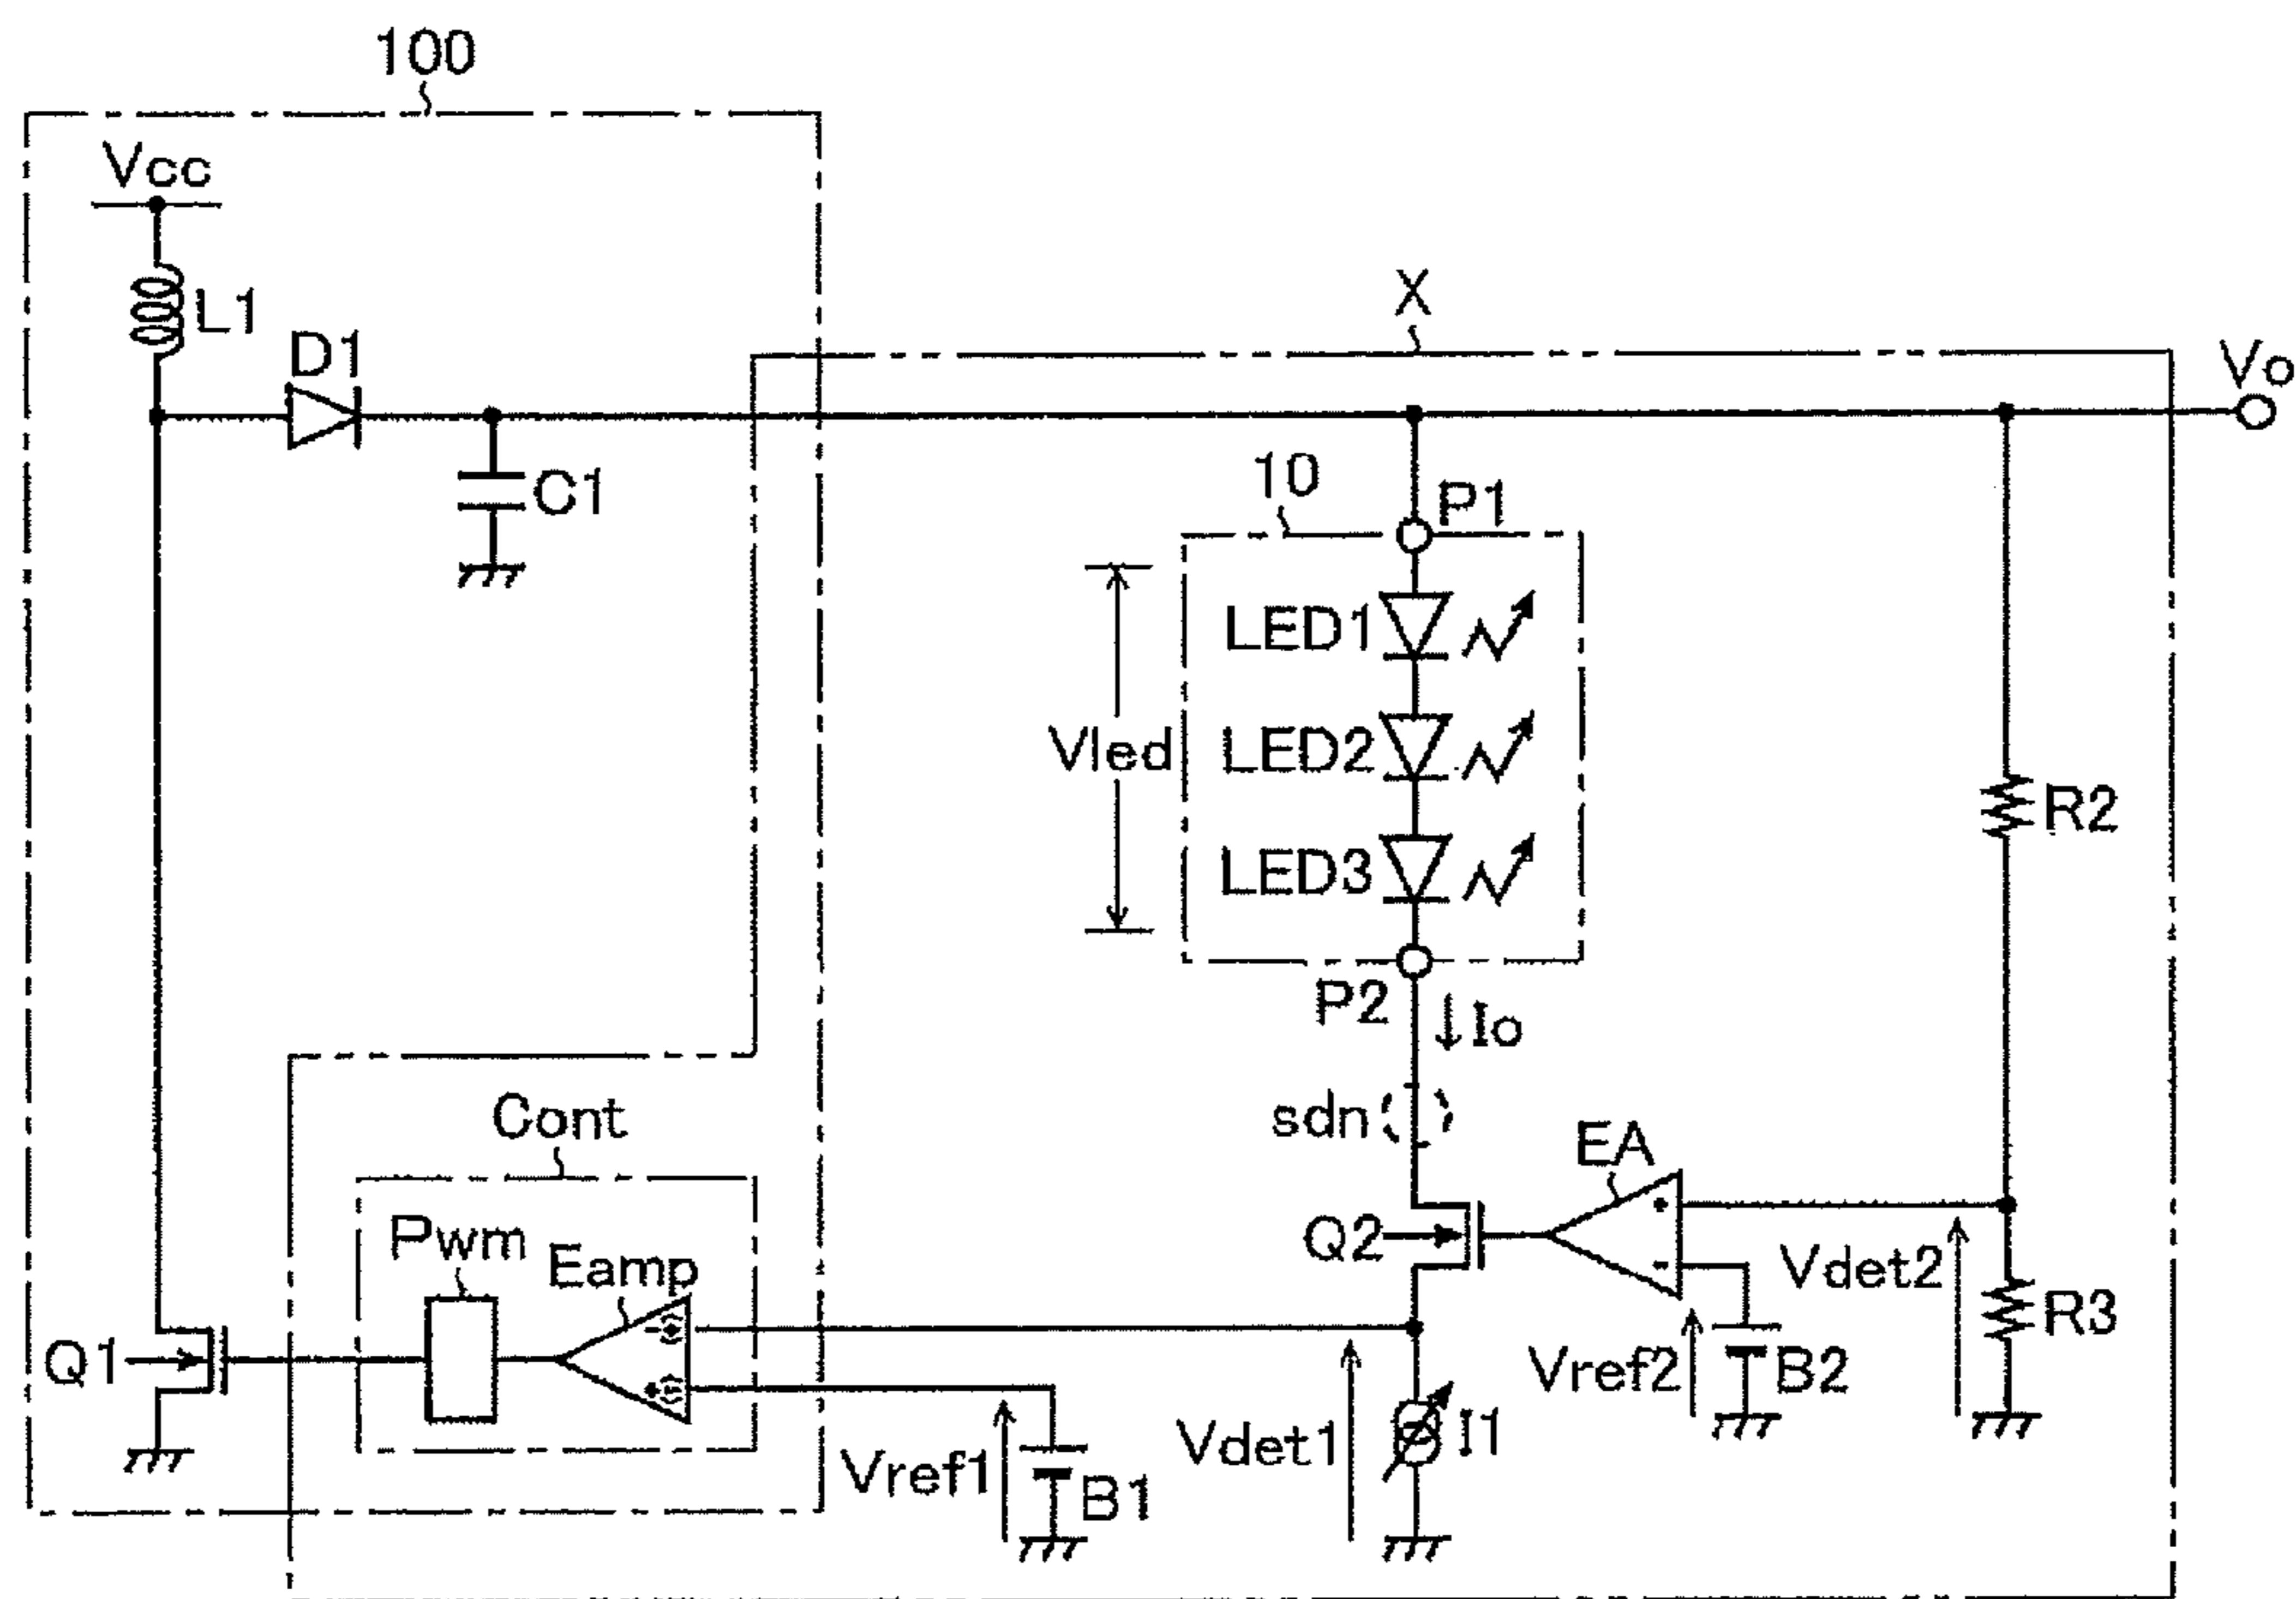 100
Vcc
L1
D1
C1
X
Vo
10
P1
LED1
LED2
LED3
Vled
P2
Io
sdn
R2
EA
+
-
Q2
Vdet2
R3
Vref2
B2
Cont
Pwm
Eamp
-(+)
+(-)
Q1
Vref1
B1
Vdet1
I1